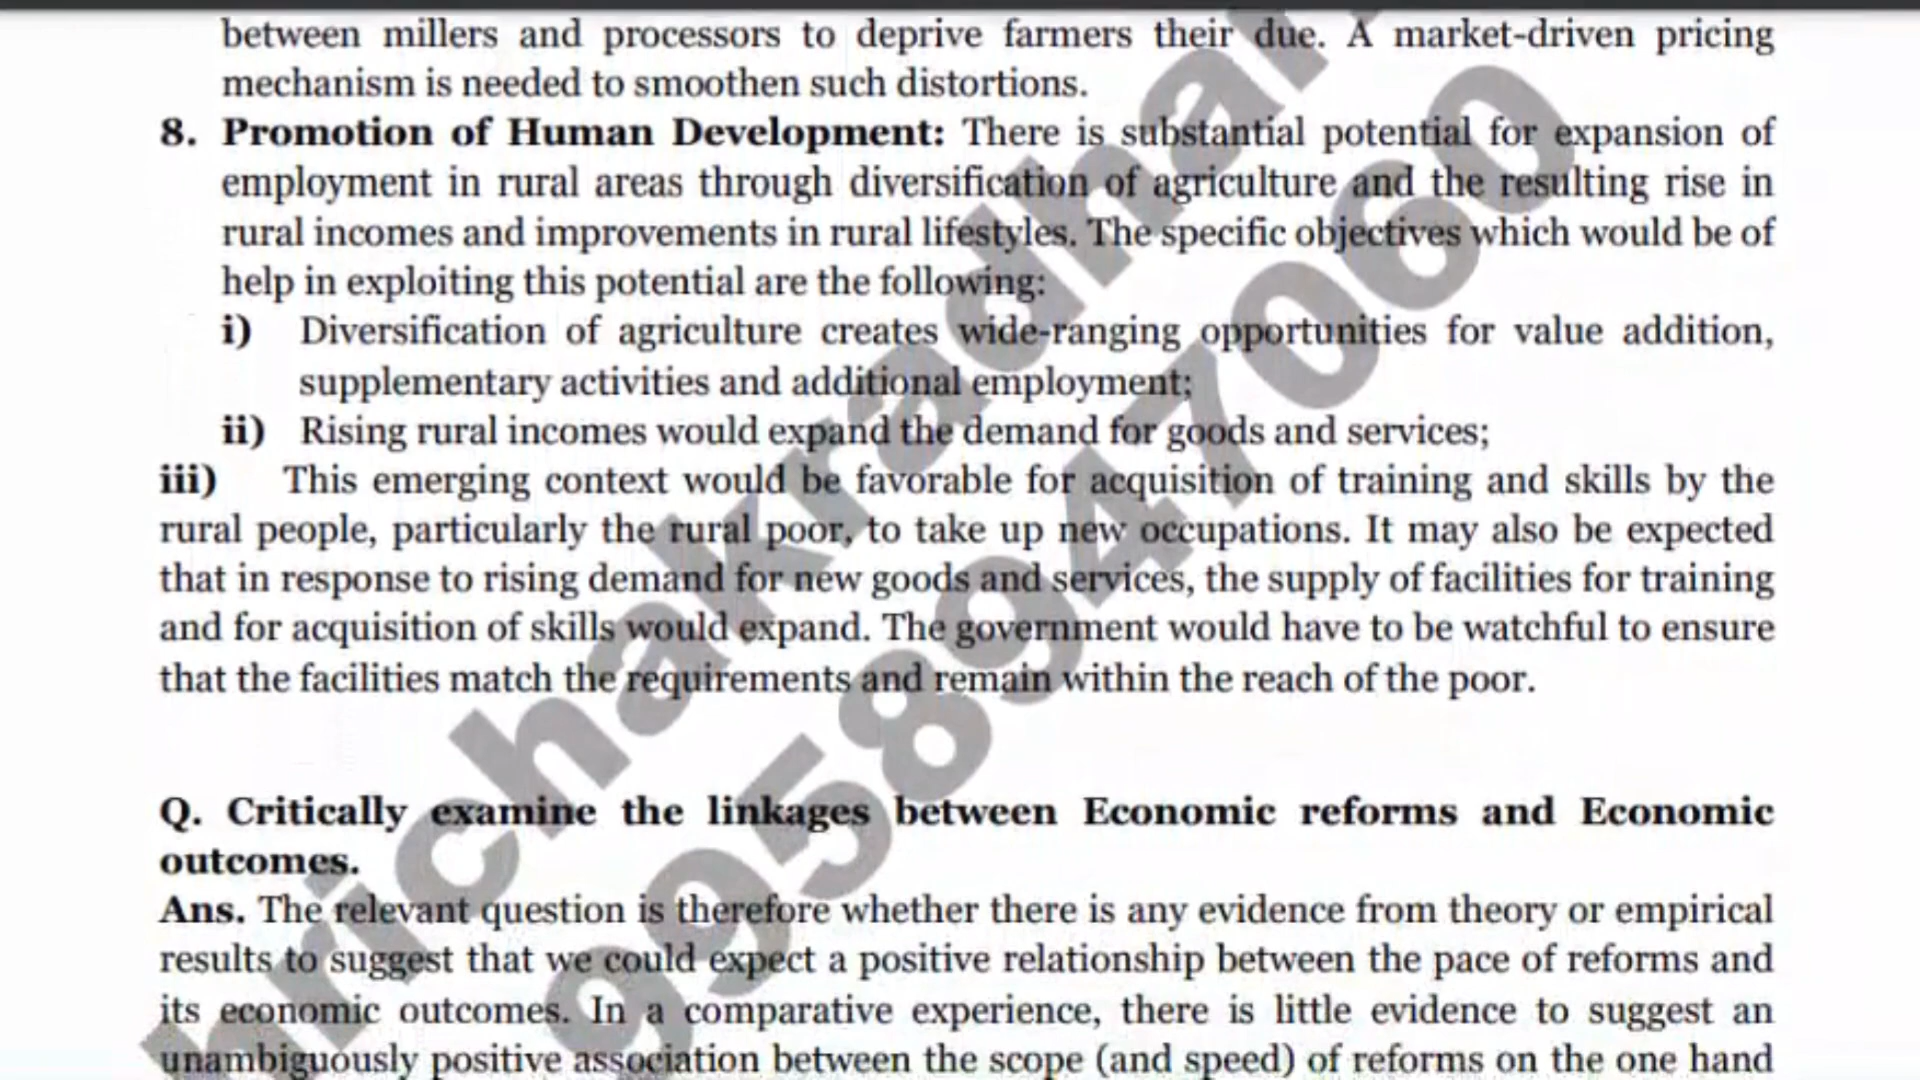 between millers and processors to deprive farmers their due. A market-driven pricing
mechanism is needed to smoothen such distortions.
8. Promotion of Human Development: There is substantial potential for expansion of
employment in rural areas through diversification of agriculture and the resulting rise in
rural incomes and improvements in rural lifestyles. The specific objectives which would be of
help in exploiting this potential are the following:
i) Diversification of agriculture creates wide-ranging opportunities for value addition,
supplementary activities and additional employment;
ii) Rising rural incomes would expand the demand for goods and services;
iii) This emerging context would be favorable for acquisition of training and skills by the
rural people, particularly the rural poor, to take up new occupations. It may also be expected
that in response to rising demand for new goods and services, the supply of facilities for training
and for acquisition of skills would expand. The government would have to be watchful to ensure
that the facilities match the requirements and remain within the reach of the poor.
Q. Critically examine the linkages between Economic reforms and Economic
outcomes.
Ans. The relevant question is therefore whether there is any evidence from theory or empirical
results to suggest that we could expect a positive relationship between the pace of reforms and
its economic outcomes. In a comparative experience, there is little evidence to suggest an
unambiguously positive association between the scope (and speed) of reforms on the one hand
hrichakradhar
9958947060